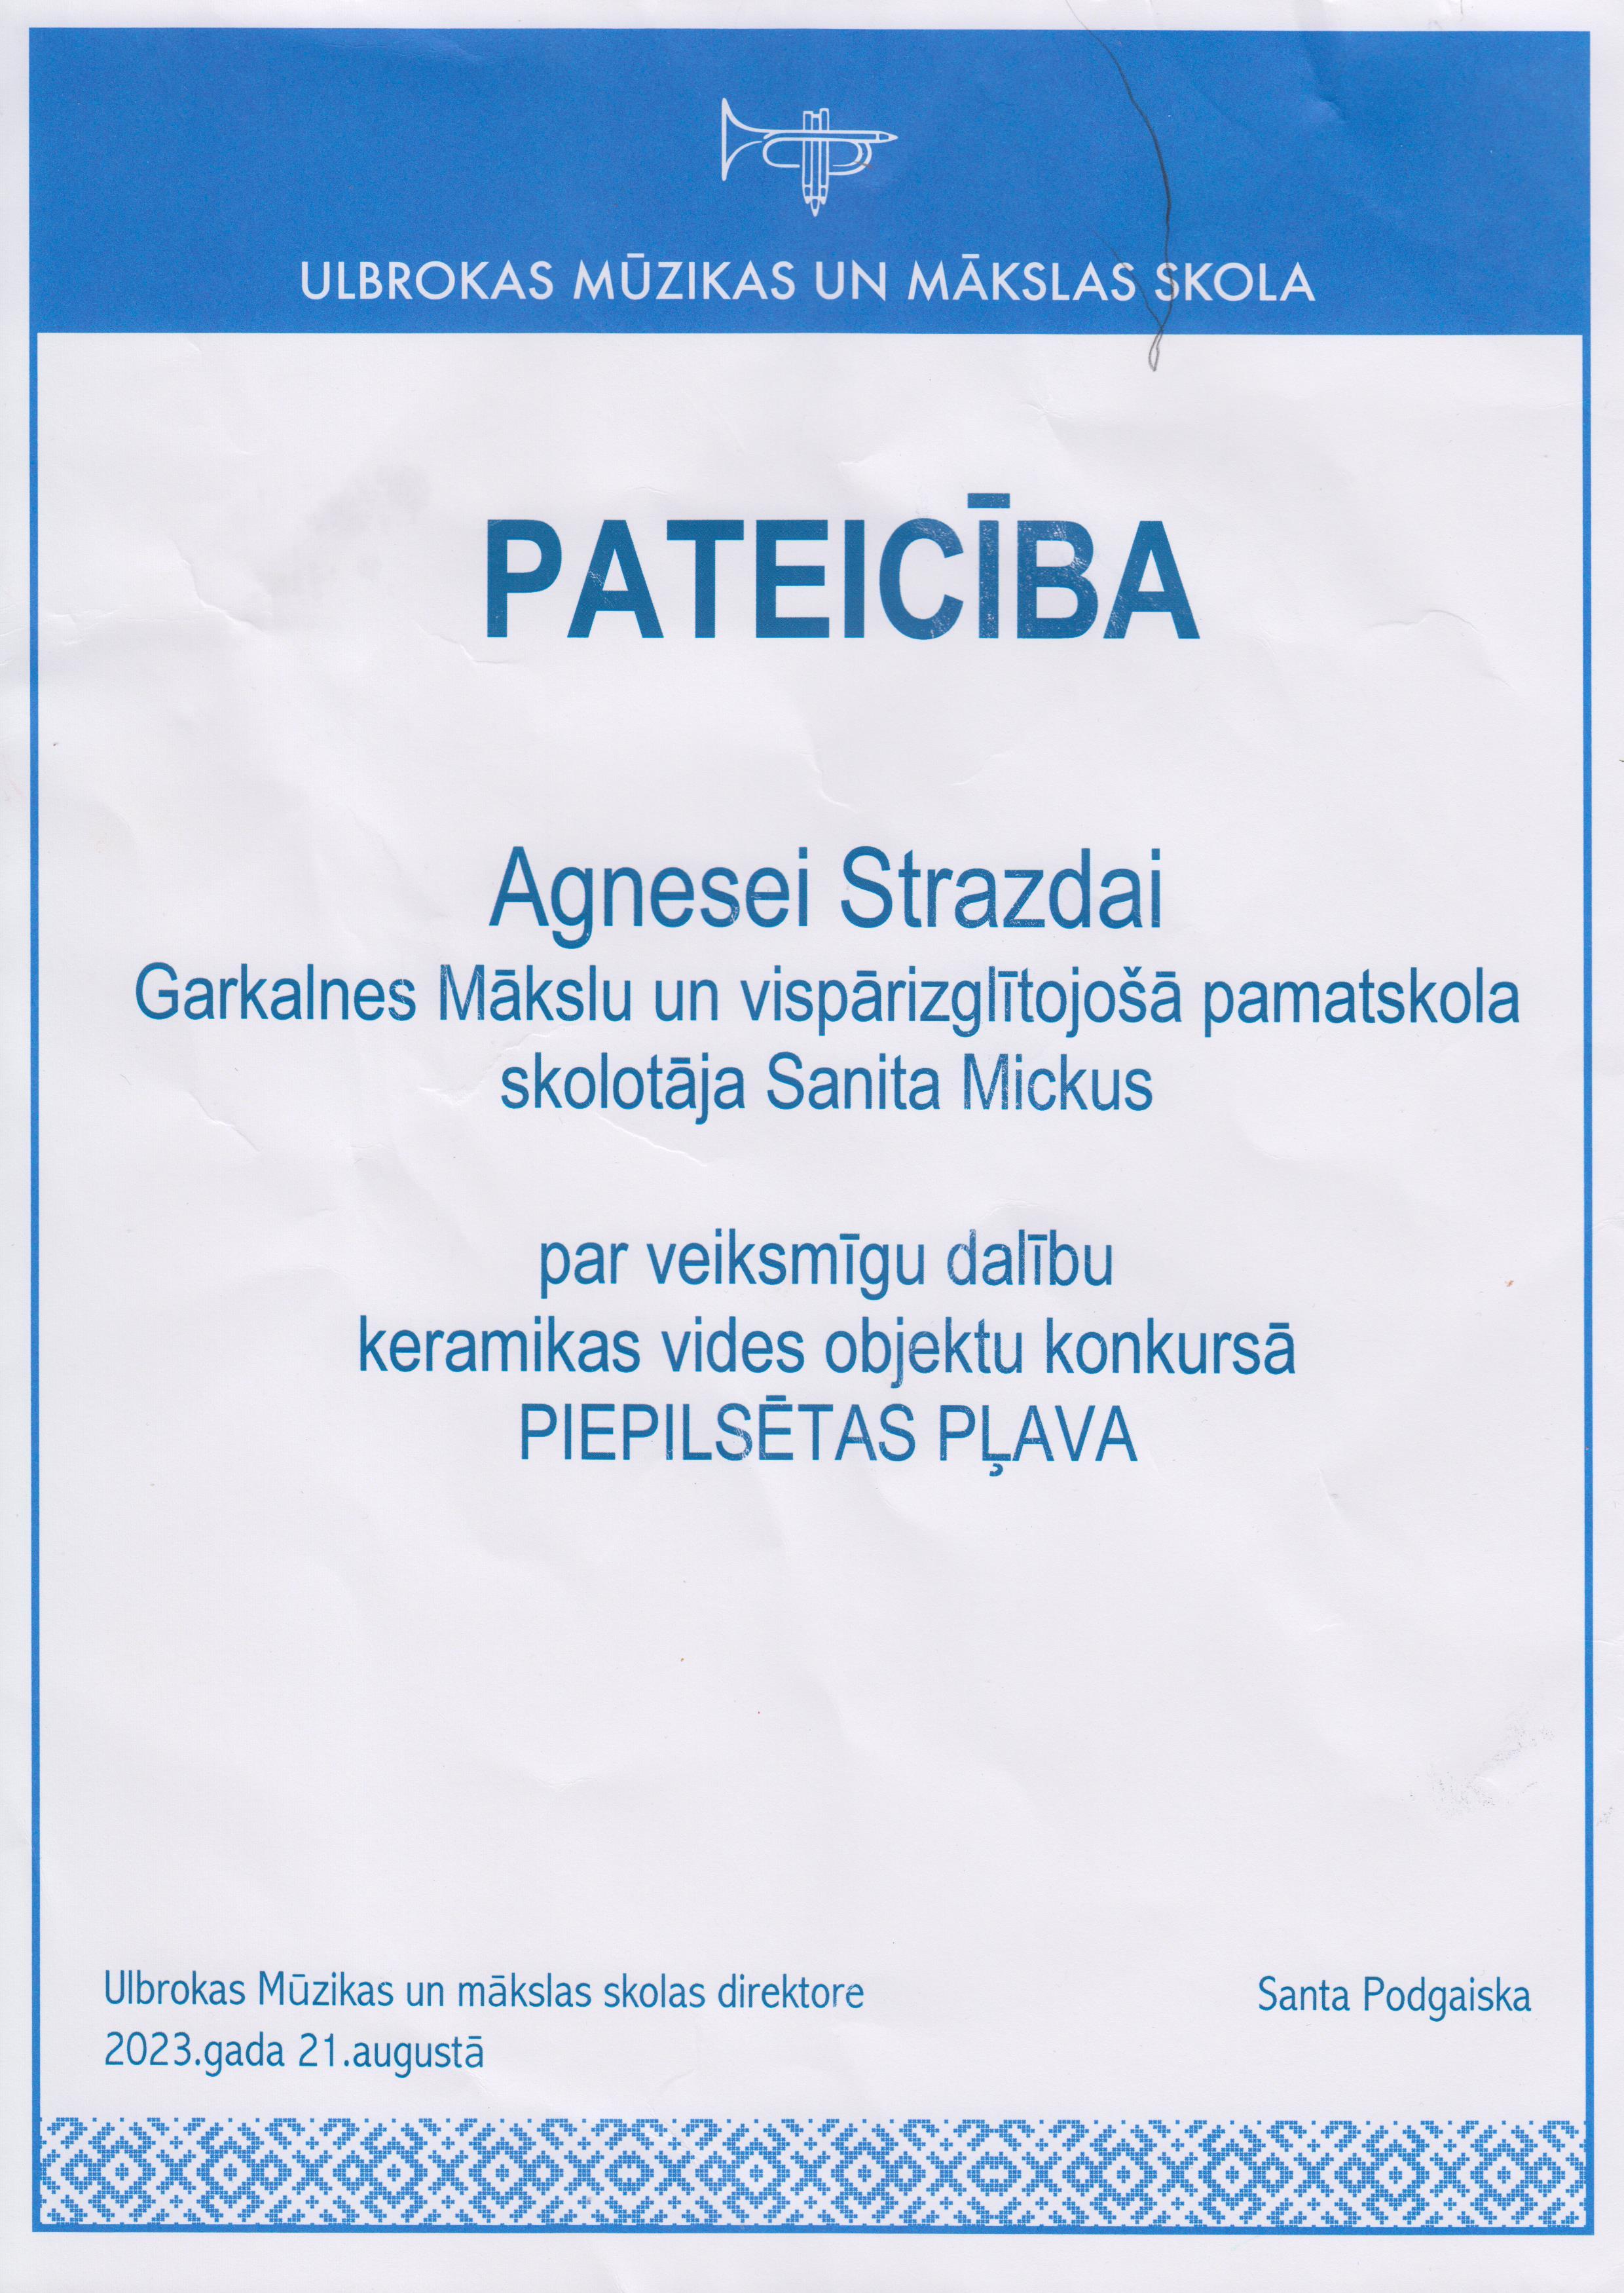 ULBROKAS MŪZIKAS UN MĀKSLAS SKOLA
PATEICĪBA
Agnesei Strazdai
Garkalnes Mākslu un vispārizglītojošā pamatskola
skolotāja Sanita Mickus
par veiksmīgu dalību
keramikas vides objektu konkursā
PIEPILSĒTAS PĻAVA
Ulbrokas Mūzikas un mākslas skolas direktore Santa Podgaiska
2023.gada 21.augustā